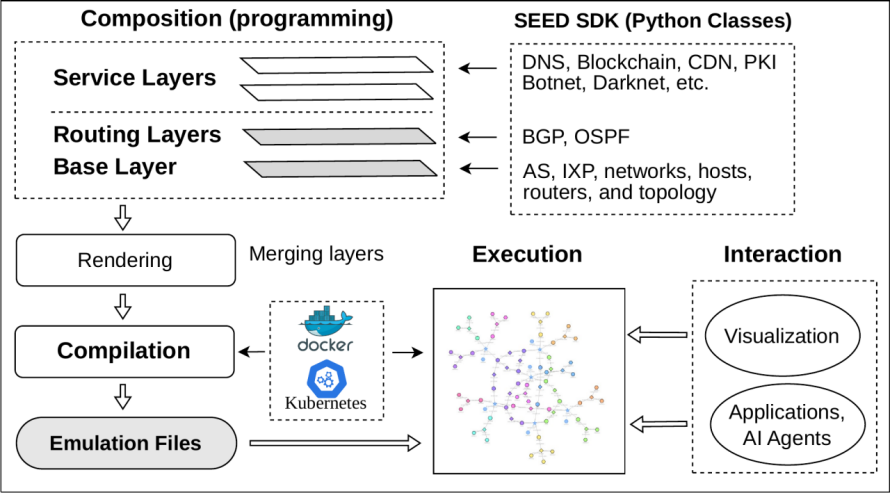 Composition (programming)
SEED SDK (Python Classes)
Service Layers
DNS, Blockchain, CDN, PKI
Botnet, Darknet, etc.
Routing Layers
BGP, OSPF
Base Layer
AS, IXP, networks, hosts,
routers, and topology
Rendering
Merging layers
Execution
Interaction
docker
Kubernetes
Compilation
Visualization
Applications,
AI Agents
Emulation Files